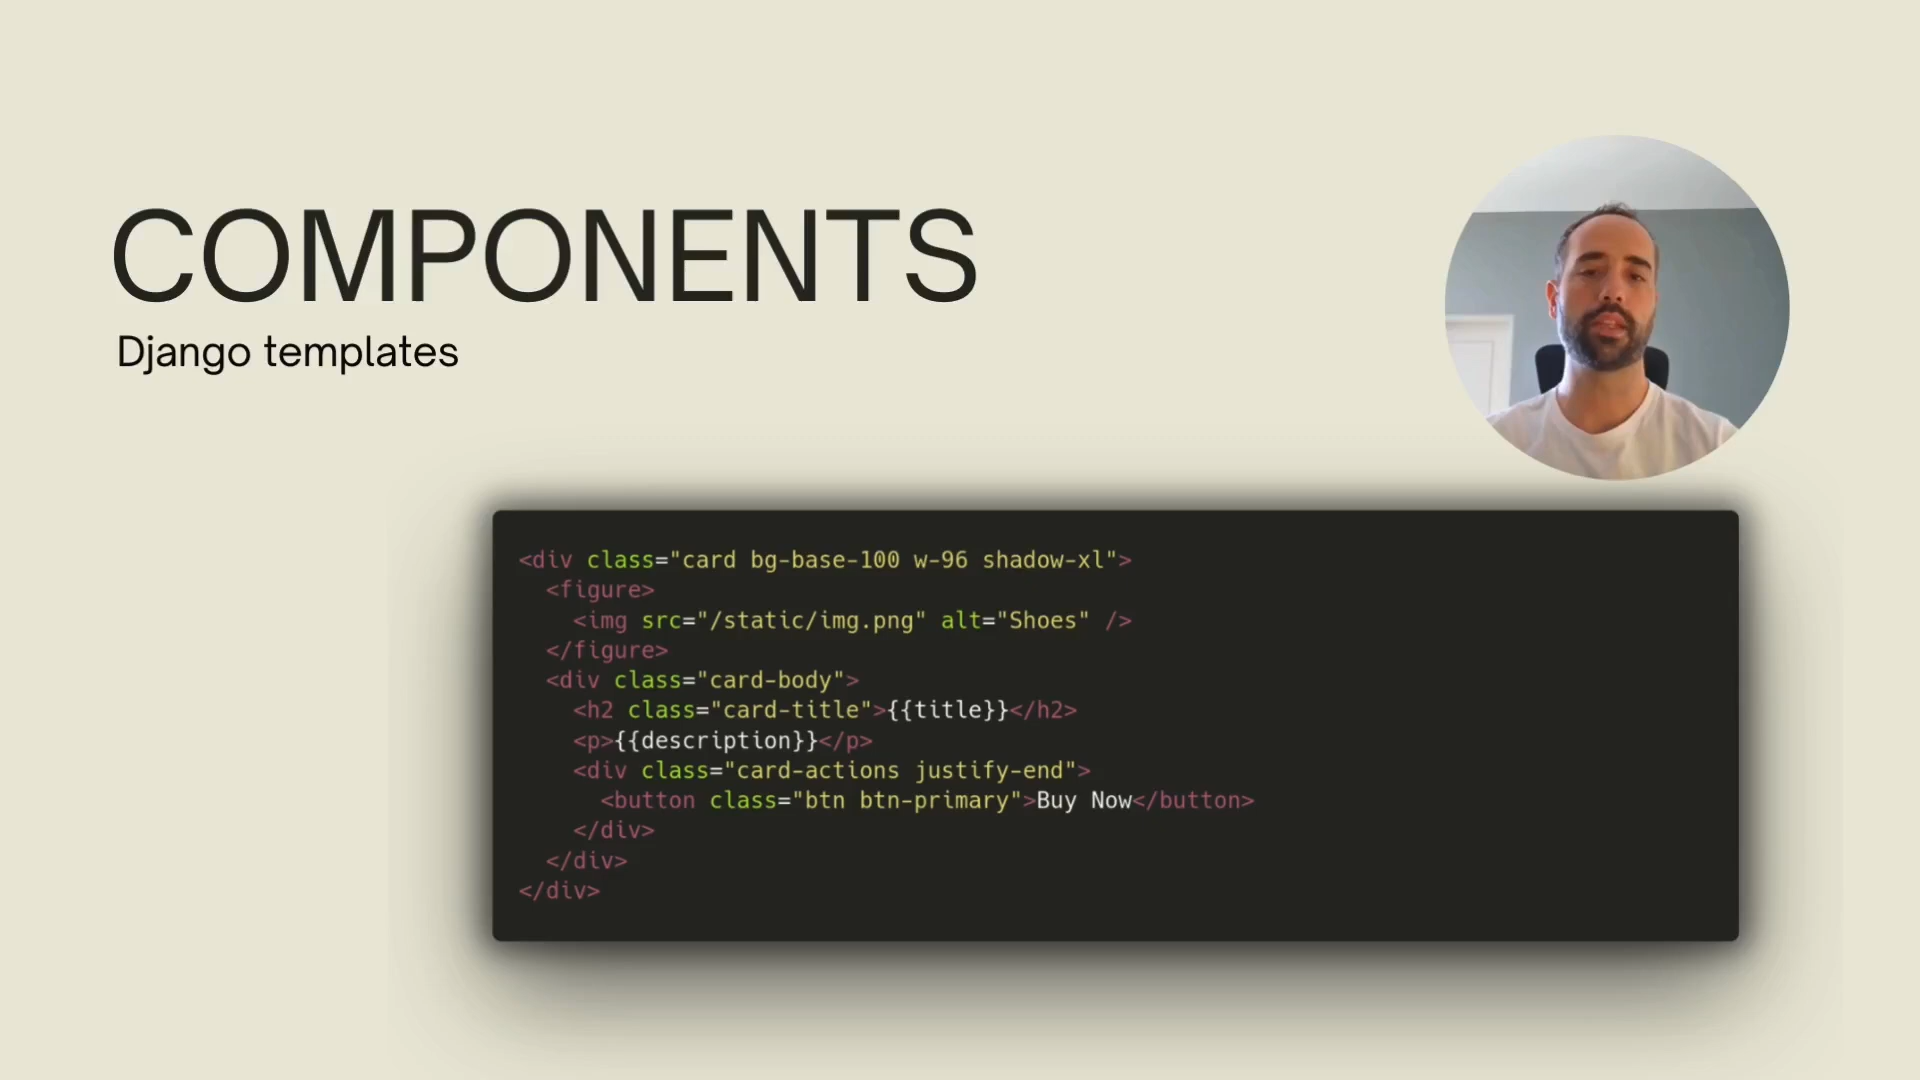 COMPONENTS
Django templates
<div class="card bg-base-100 w-96 shadow-xl">
  <figure>
    <img src="/static/img.png" alt="Shoes" />
  </figure>
  <div class="card-body">
    <h2 class="card-title">{{title}}</h2>
    <p>{{description}}</p>
    <div class="card-actions justify-end">
      <button class="btn btn-primary">Buy Now</button>
    </div>
  </div>
</div>